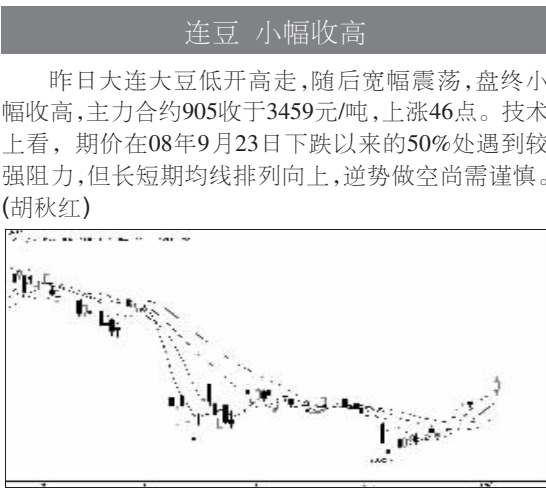 连豆 小幅收高
昨日大连大豆低开高走,随后宽幅震荡,盘终小
幅收高,主力合约905收于3459元/吨,上涨46点。技术
上看，期价在08年9月23日下跌以来的50%处遇到较
强阻力,但长短期均线排列向上,逆势做空尚需谨慎。
(胡秋红)